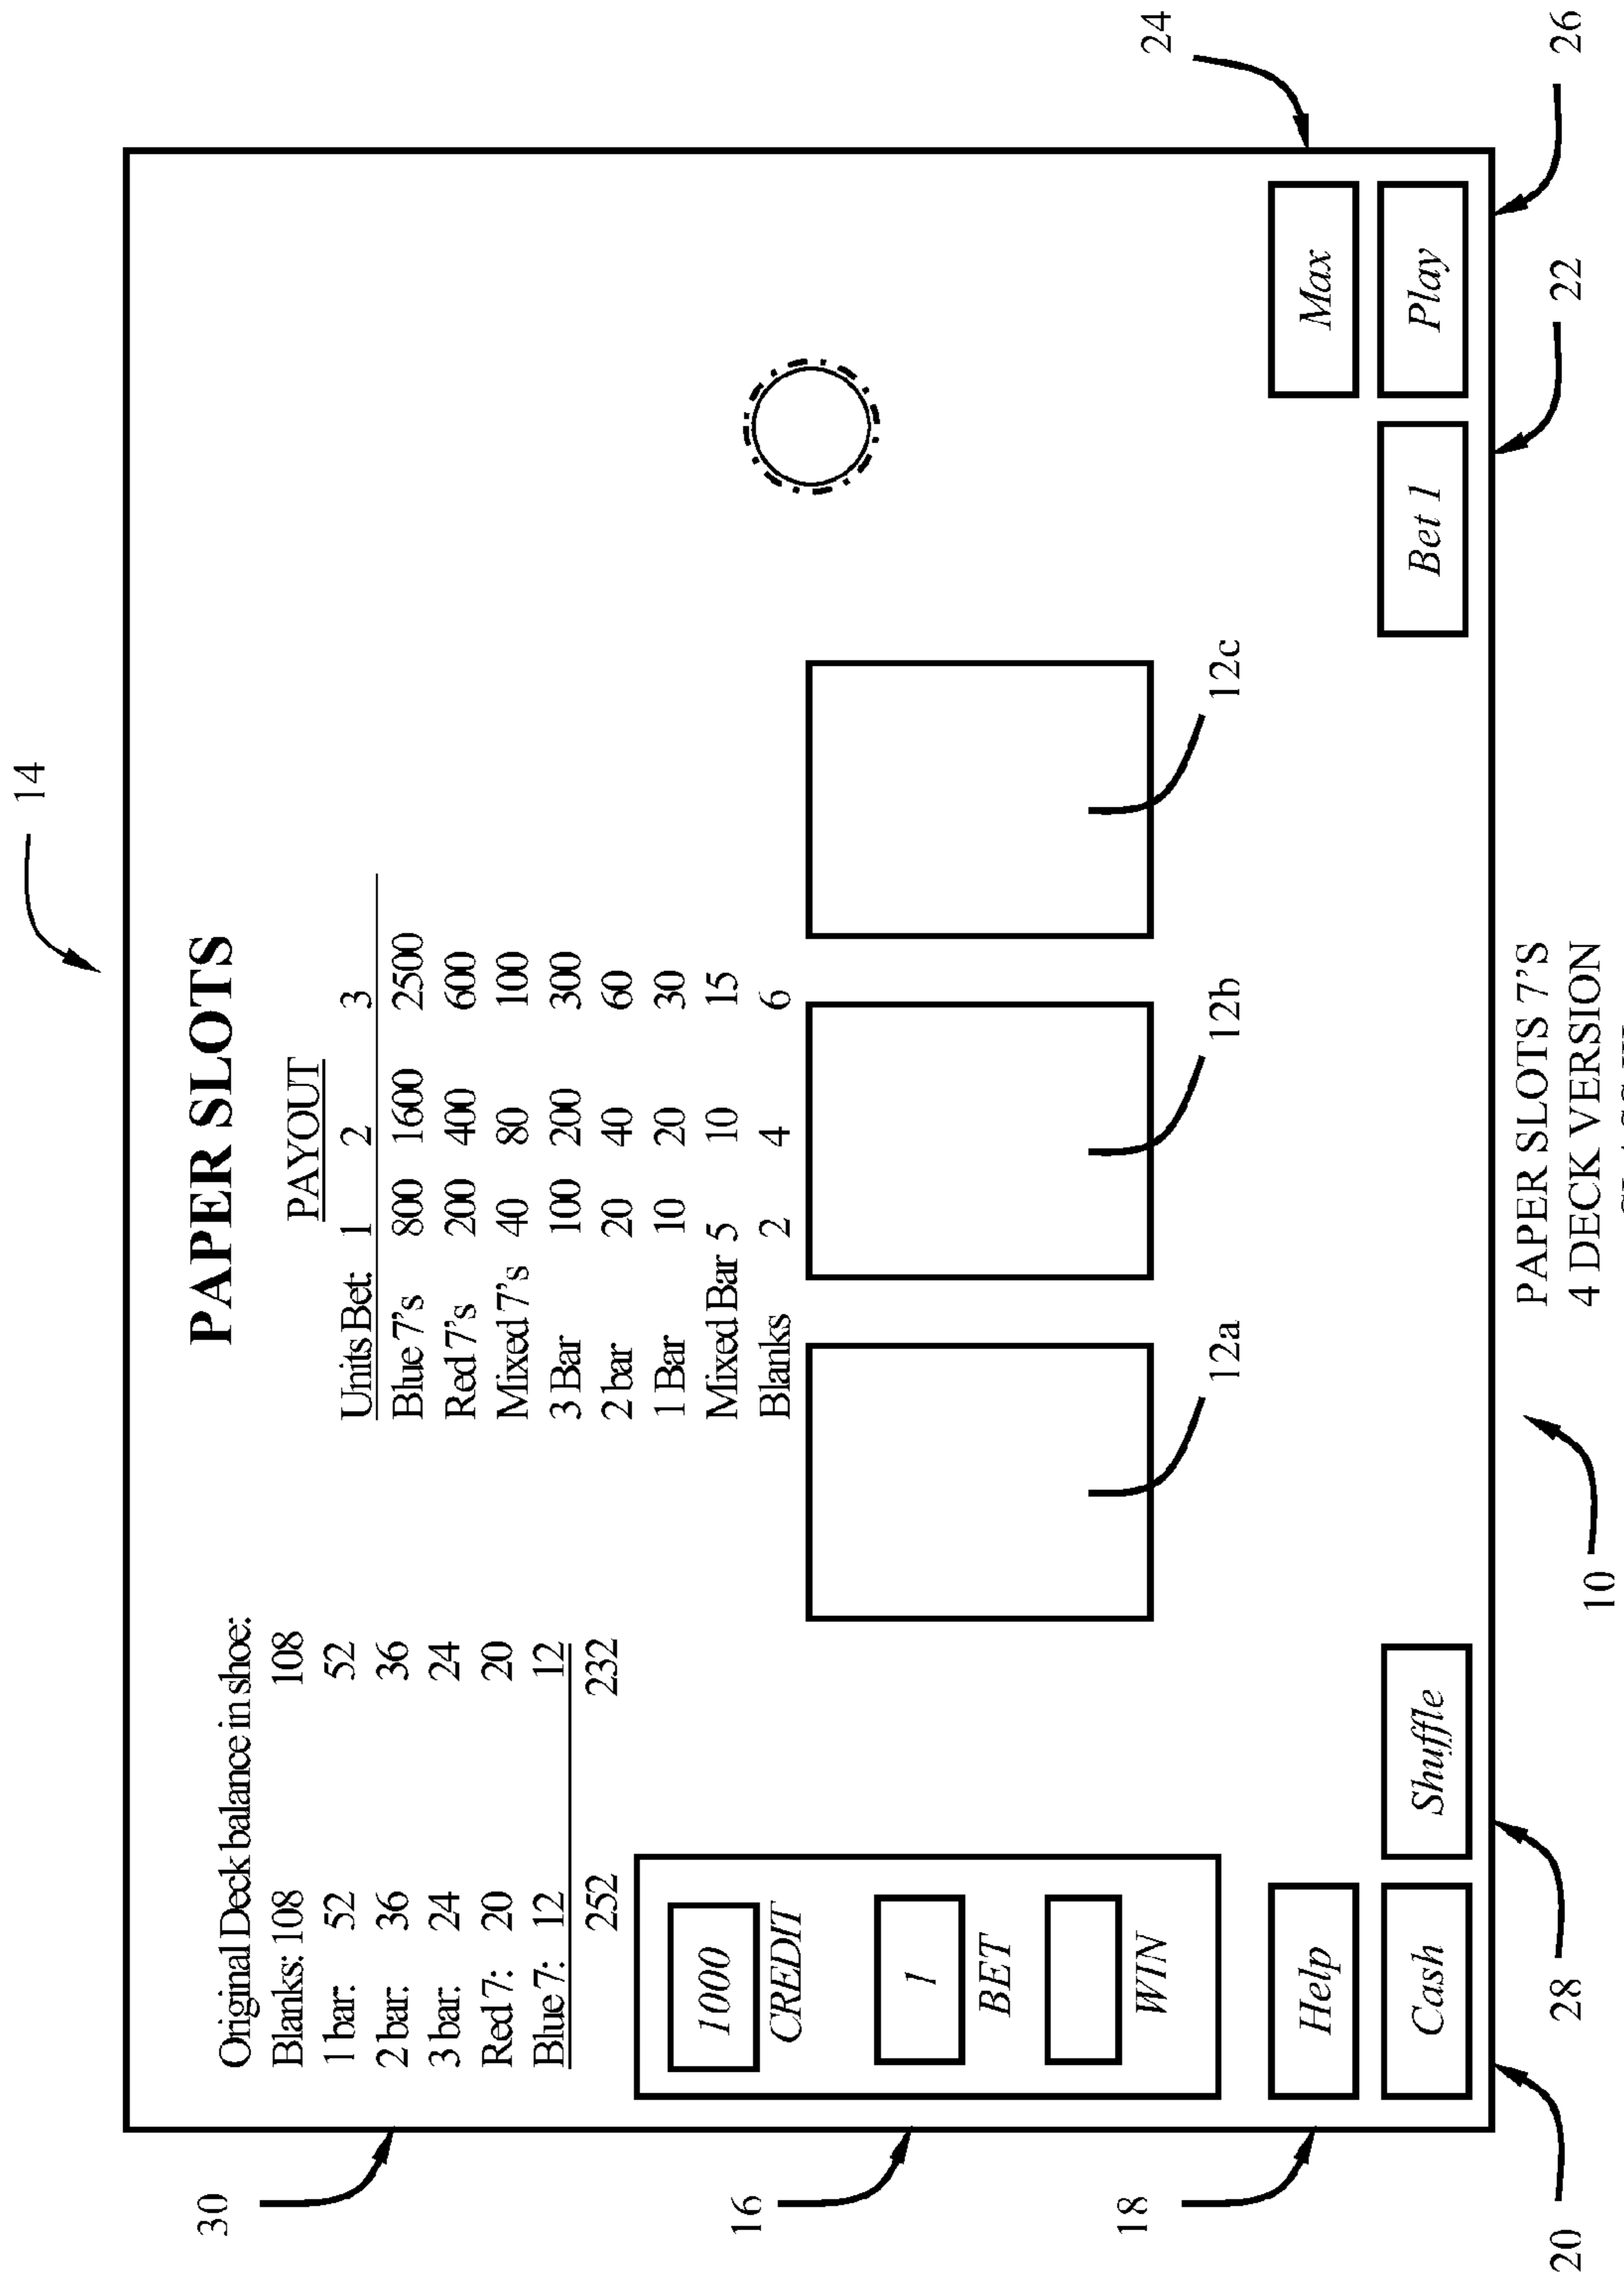 14
PAPER SLOTS
Original Deck balance in shoe:
Blanks: 108 108
1 bar: 52 52
2 bar: 36 36
3 bar: 24 24
Red 7: 20 20
Blue 7: 12 12
252 232
PAYOUT
Units Bet: 1 2 3
Blue 7's 800 1600 2500
Red 7's 200 400 600
Mixed 7's 40 80 100
3 Bar 100 200 300
2 bar 20 40 60
1 Bar 10 20 30
Mixed Bar 5 10 15
Blanks 2 4 6
30
1000
CREDIT
1
BET
WIN
16
12a
12b
12c
18
Help
Cash
Shuffle
Max
Bet 1
Play
24
20
28
10
22
26
PAPER SLOTS 7'S
4 DECK VERSION